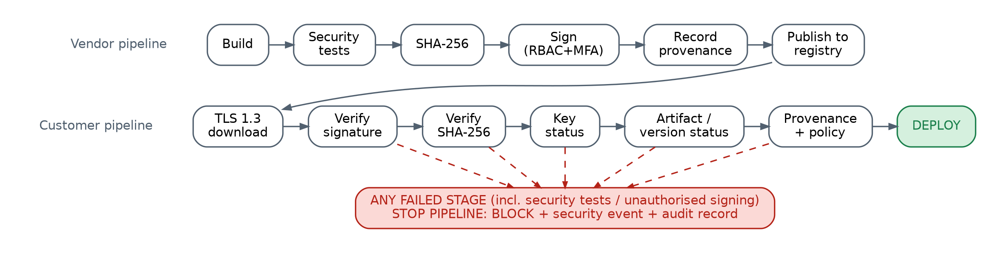 Vendor pipeline
Build
Security
tests
SHA-256
Sign
(RBAC+MFA)
Record
provenance
Publish to
registry
Customer pipeline
TLS 1.3
download
Verify
signature
Verify
SHA-256
Key
status
Artifact /
version status
Provenance
+ policy
DEPLOY
ANY FAILED STAGE (incl. security tests / unauthorised signing)
STOP PIPELINE: BLOCK + security event + audit record